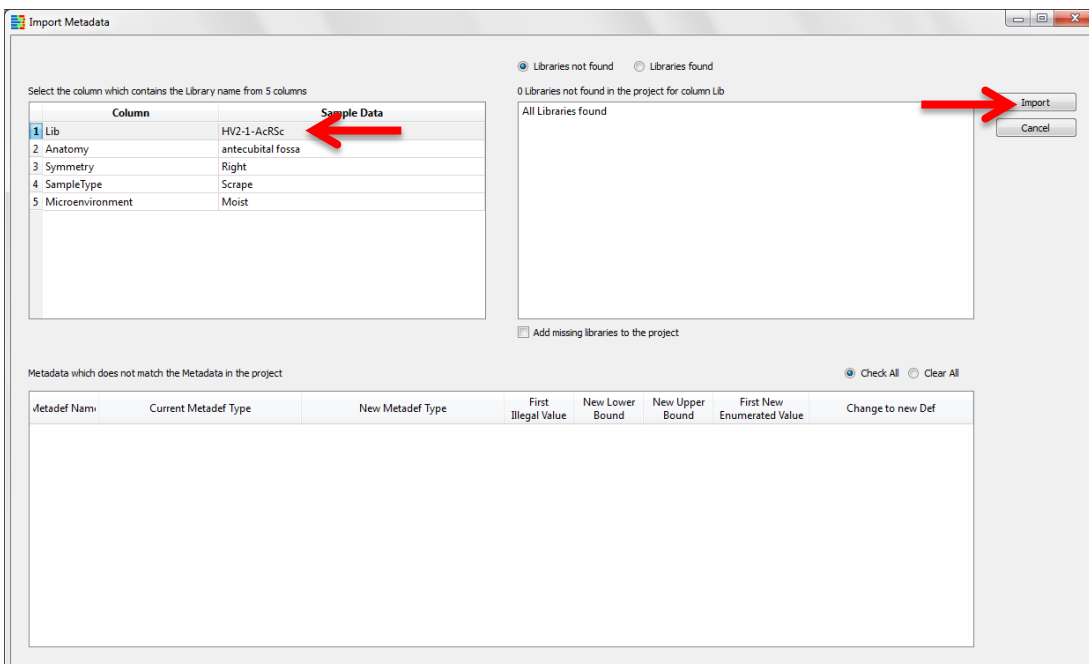 Import Metadata
Libraries not found Libraries found
Select the column which contains the Library name from 5 columns
0 Libraries not found in the project for column Lib
Column Sample Data
1 Lib HV2-1-AcRSc
2 Anatomy antecubital fossa
3 Symmetry Right
4 SampleType Scrape
5 Microenvironment Moist
All Libraries found
Import
Cancel
Add missing libraries to the project
Metadata which does not match the Metadata in the project
Check All Clear All
Metadef Name Current Metadef Type New Metadef Type First Illegal Value New Lower Bound New Upper Bound First New Enumerated Value Change to new Def